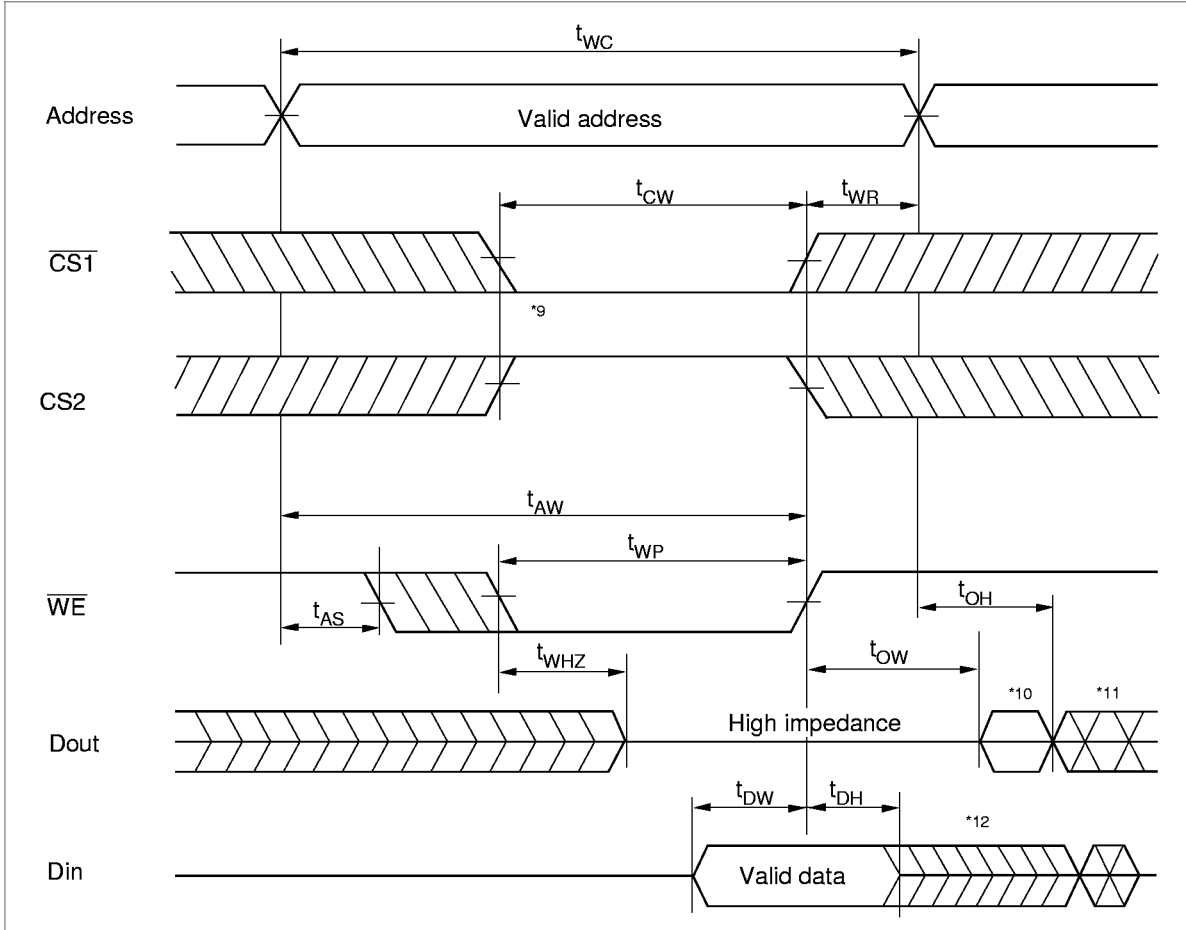 tWC
Address
Valid address
tCW
tWR
CS1
*9
CS2
tAW
tWP
WE
tAS
tOH
tWHZ
tOW
*10
*11
Dout
High impedance
tDW
tDH
*12
Din
Valid data